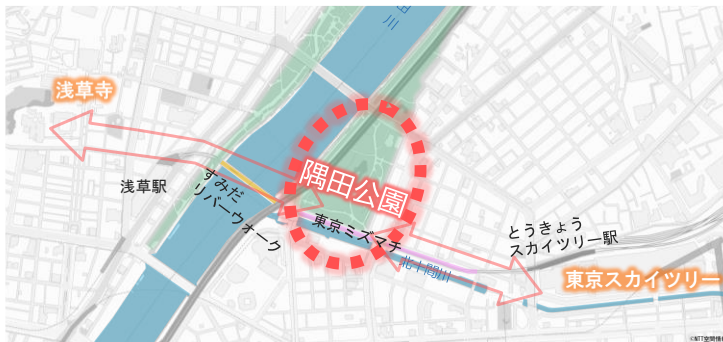 田川
浅草寺
浅草駅
すみだ
リバーウォーク
隅田公園
東京ミズマチ
北十間川
とうきょう
スカイツリー駅
東京スカイツリー